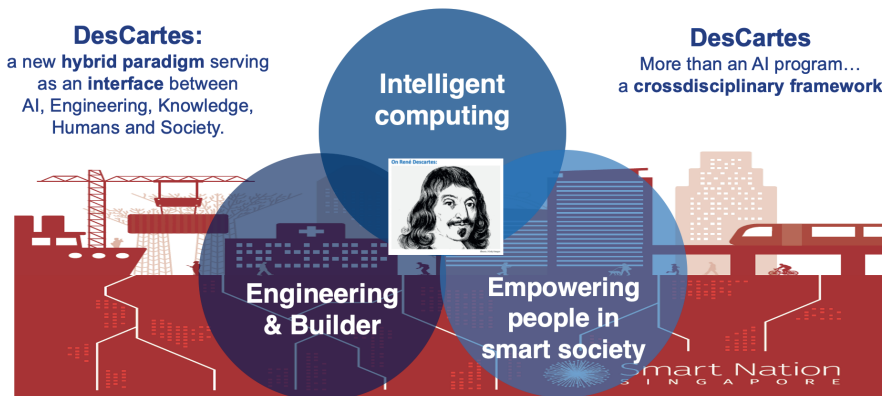 DesCartes:
a new hybrid paradigm serving
as an interface between
AI, Engineering, Knowledge,
Humans and Society.
DesCartes
More than an AI program…
a crossdisciplinary framework
Intelligent
computing
On René Descartes:
Engineering
& Builder
Empowering
people in
smart society
Smart Nation
SINGAPORE